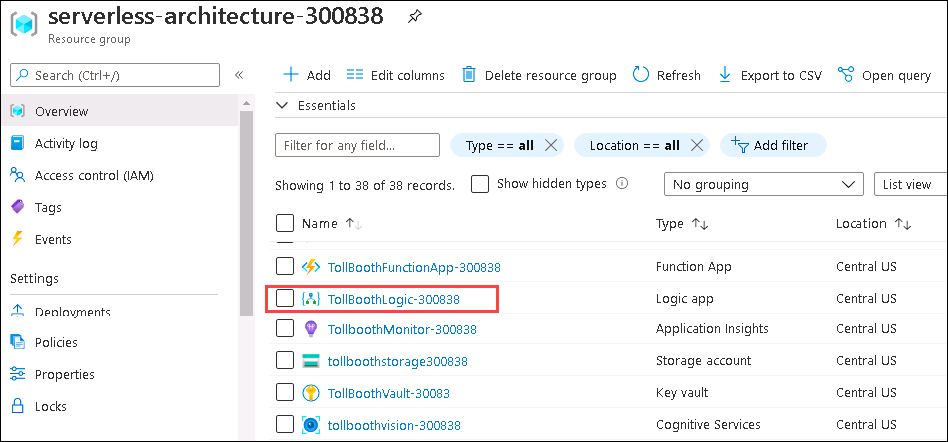 serverless-architecture-300838
Resource group
Search (Ctrl+/)
«
Add
Edit columns
Delete resource group
Refresh
Export to CSV
Open query
Overview
Activity log
Access control (IAM)
Tags
Events
Settings
Deployments
Policies
Properties
Locks
Essentials
Filter for any field...
Type == all
Location == all
Add filter
Showing 1 to 38 of 38 records.
Show hidden types
No grouping
List view
Name ↑↓ Type ↑↓ Location ↑↓
TollBoothFunctionApp-300838 Function App Central US
TollBoothLogic-300838 Logic app Central US
TollboothMonitor-300838 Application Insights Central US
tollboothstorage300838 Storage account Central US
TollBoothVault-30083 Key vault Central US
tollboothvision-300838 Cognitive Services Central US